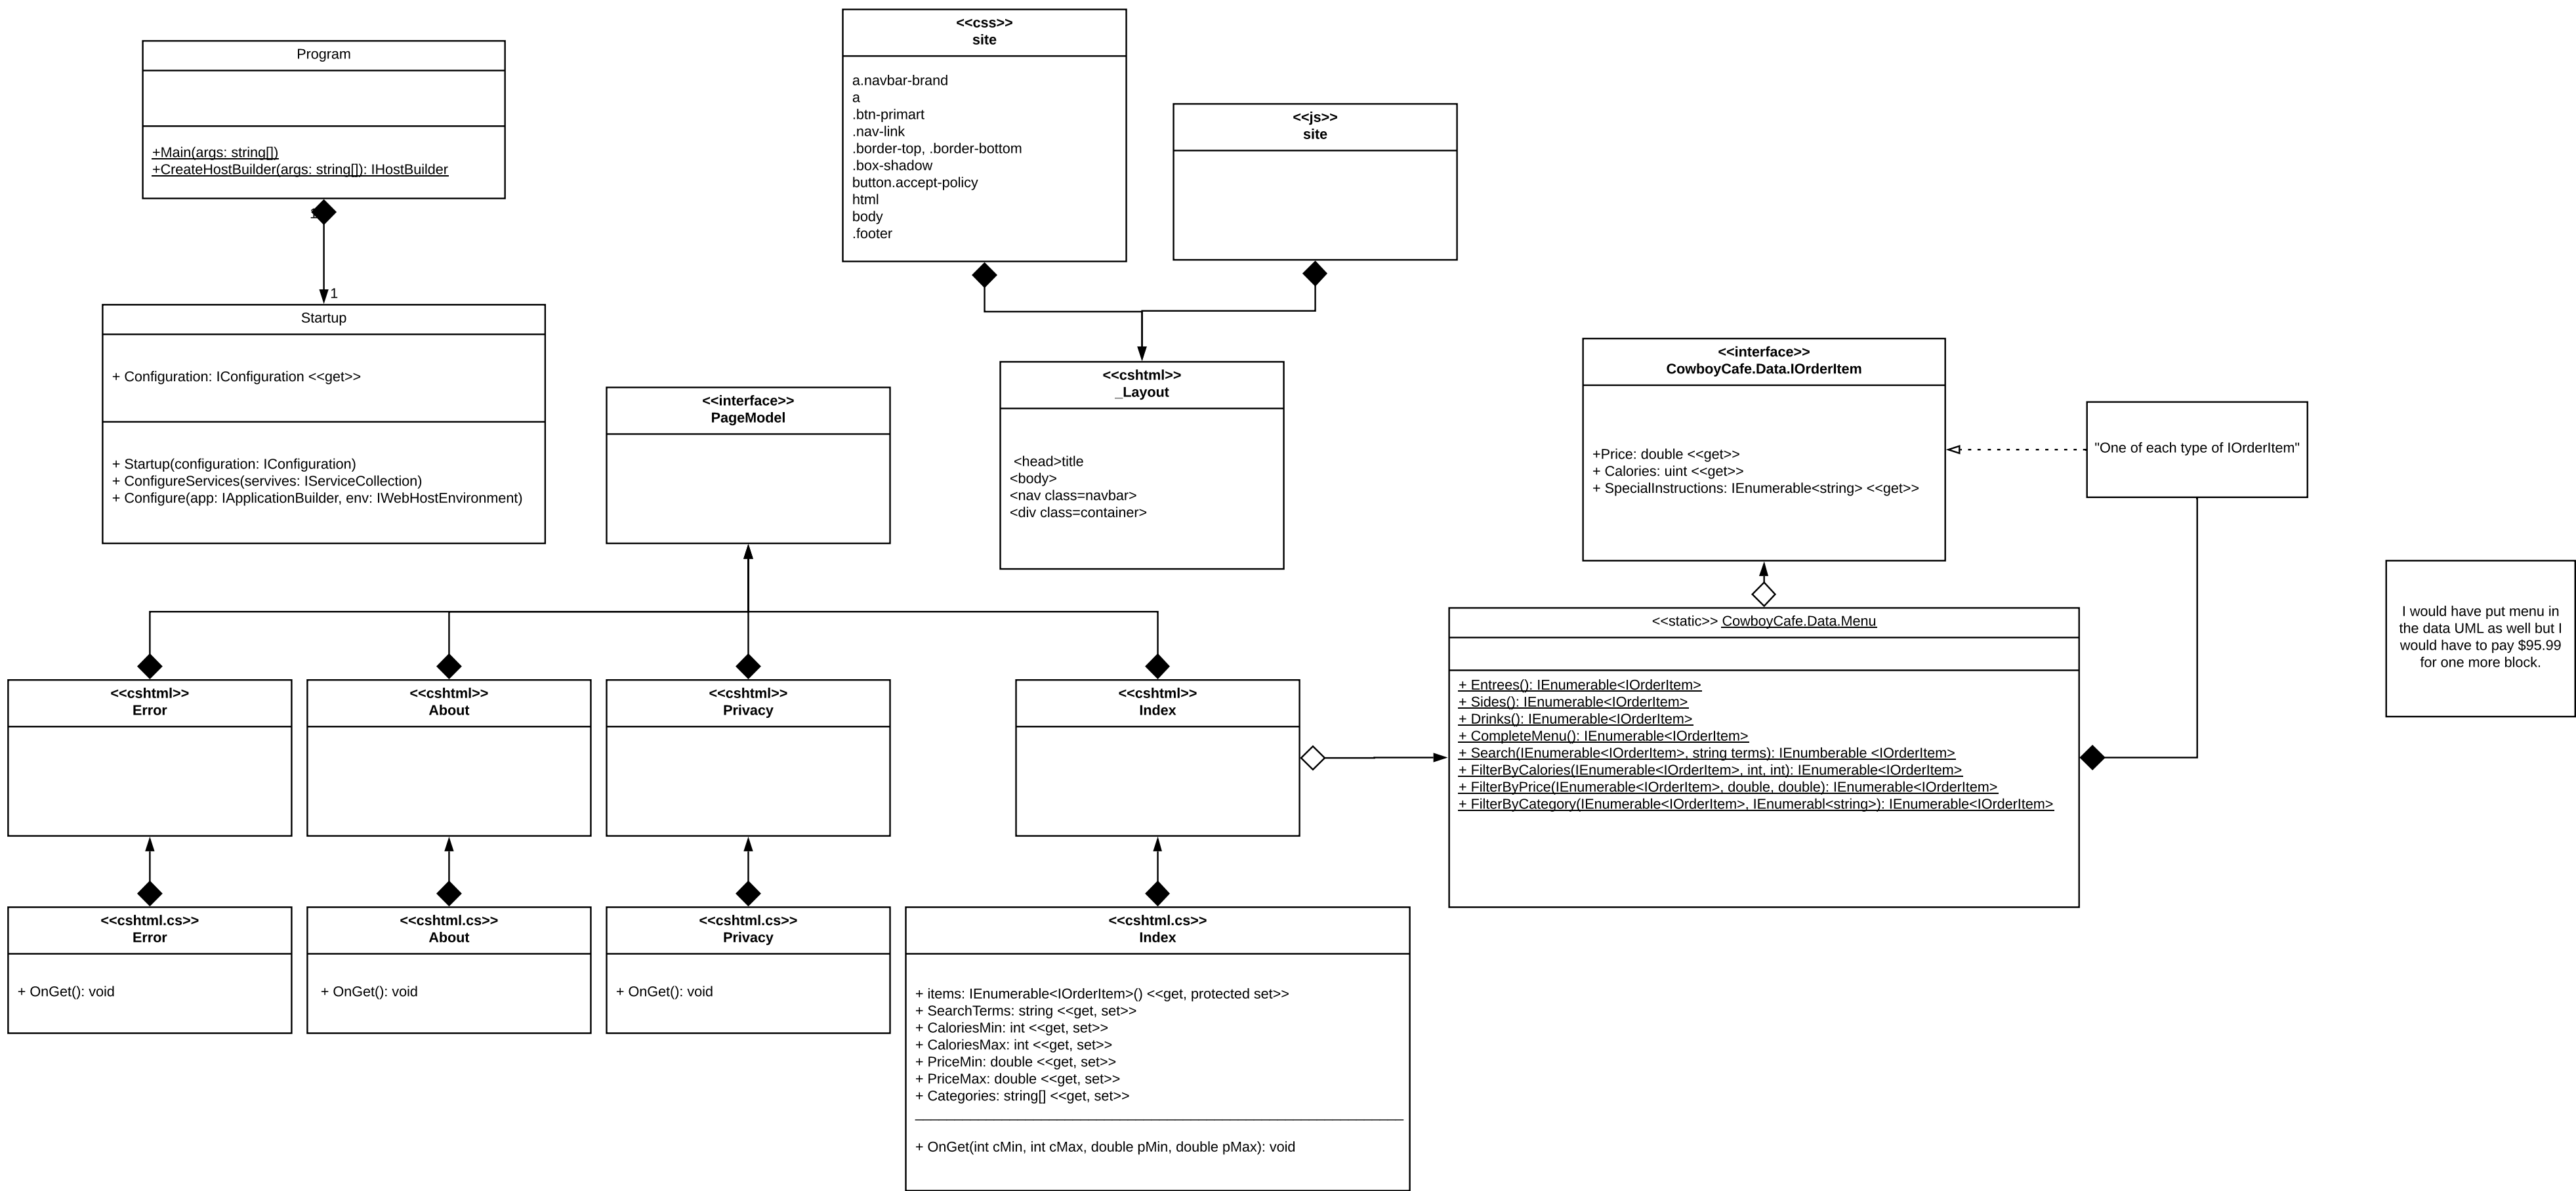 Program
+Main(args: string[])
+CreateHostBuilder(args: string[]): IHostBuilder
1
Startup
+ Configuration: IConfiguration <<get>>
+ Startup(configuration: IConfiguration)
+ ConfigureServices(servives: IServiceCollection)
+ Configure(app: IApplicationBuilder, env: IWebHostEnvironment)
<<css>>
site
a.navbar-brand
a
.btn-primart
.nav-link
.border-top, .border-bottom
.box-shadow
button.accept-policy
html
body
.footer
<<js>>
site
<<cshtml>>
_Layout
<head>title
<body>
<nav class=navbar>
<div class=container>
<<interface>>
PageModel
<<interface>>
CowboyCafe.Data.IOrderItem
+Price: double <<get>>
+ Calories: uint <<get>>
+ SpecialInstructions: IEnumerable<string> <<get>>
"One of each type of IOrderItem"
I would have put menu in
the data UML as well but I
would have to pay $95.99
for one more block.
<<static>> CowboyCafe.Data.Menu
+ Entrees(): IEnumerable<IOrderItem>
+ Sides(): IEnumerable<IOrderItem>
+ Drinks(): IEnumerable<IOrderItem>
+ CompleteMenu(): IEnumerable<IOrderItem>
+ Search(IEnumerable<IOrderItem>, string terms): IEnumberable <IOrderItem>
+ FilterByCalories(IEnumerable<IOrderItem>, int, int): IEnumerable<IOrderItem>
+ FilterByPrice(IEnumerable<IOrderItem>, double, double): IEnumerable<IOrderItem>
+ FilterByCategory(IEnumerable<IOrderItem>, IEnumerabl<string>): IEnumerable<IOrderItem>
<<cshtml>>
Error
<<cshtml>>
About
<<cshtml>>
Privacy
<<cshtml>>
Index
<<cshtml.cs>>
Error
+ OnGet(): void
<<cshtml.cs>>
About
+ OnGet(): void
<<cshtml.cs>>
Privacy
+ OnGet(): void
<<cshtml.cs>>
Index
+ items: IEnumerable<IOrderItem>() <<get, protected set>>
+ SearchTerms: string <<get, set>>
+ CaloriesMin: int <<get, set>>
+ CaloriesMax: int <<get, set>>
+ PriceMin: double <<get, set>>
+ PriceMax: double <<get, set>>
+ Categories: string[] <<get, set>>
+ OnGet(int cMin, int cMax, double pMin, double pMax): void